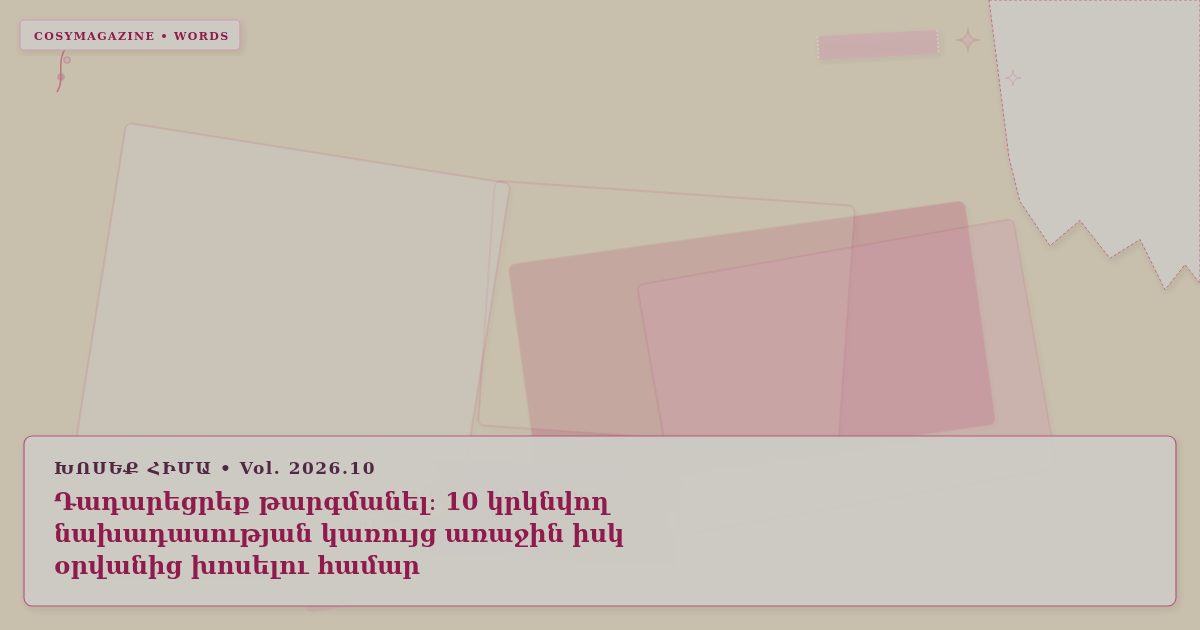 COSYMAGAZINE • WORDS
ԽՈՍԵՔ ՀԻՄԱ • Vol. 2026.10
Դադարեցրեք թարգմանել։ 10 կրկնվող
նախադասության կառույց առաջին իսկ
օրվանից խոսելու համար